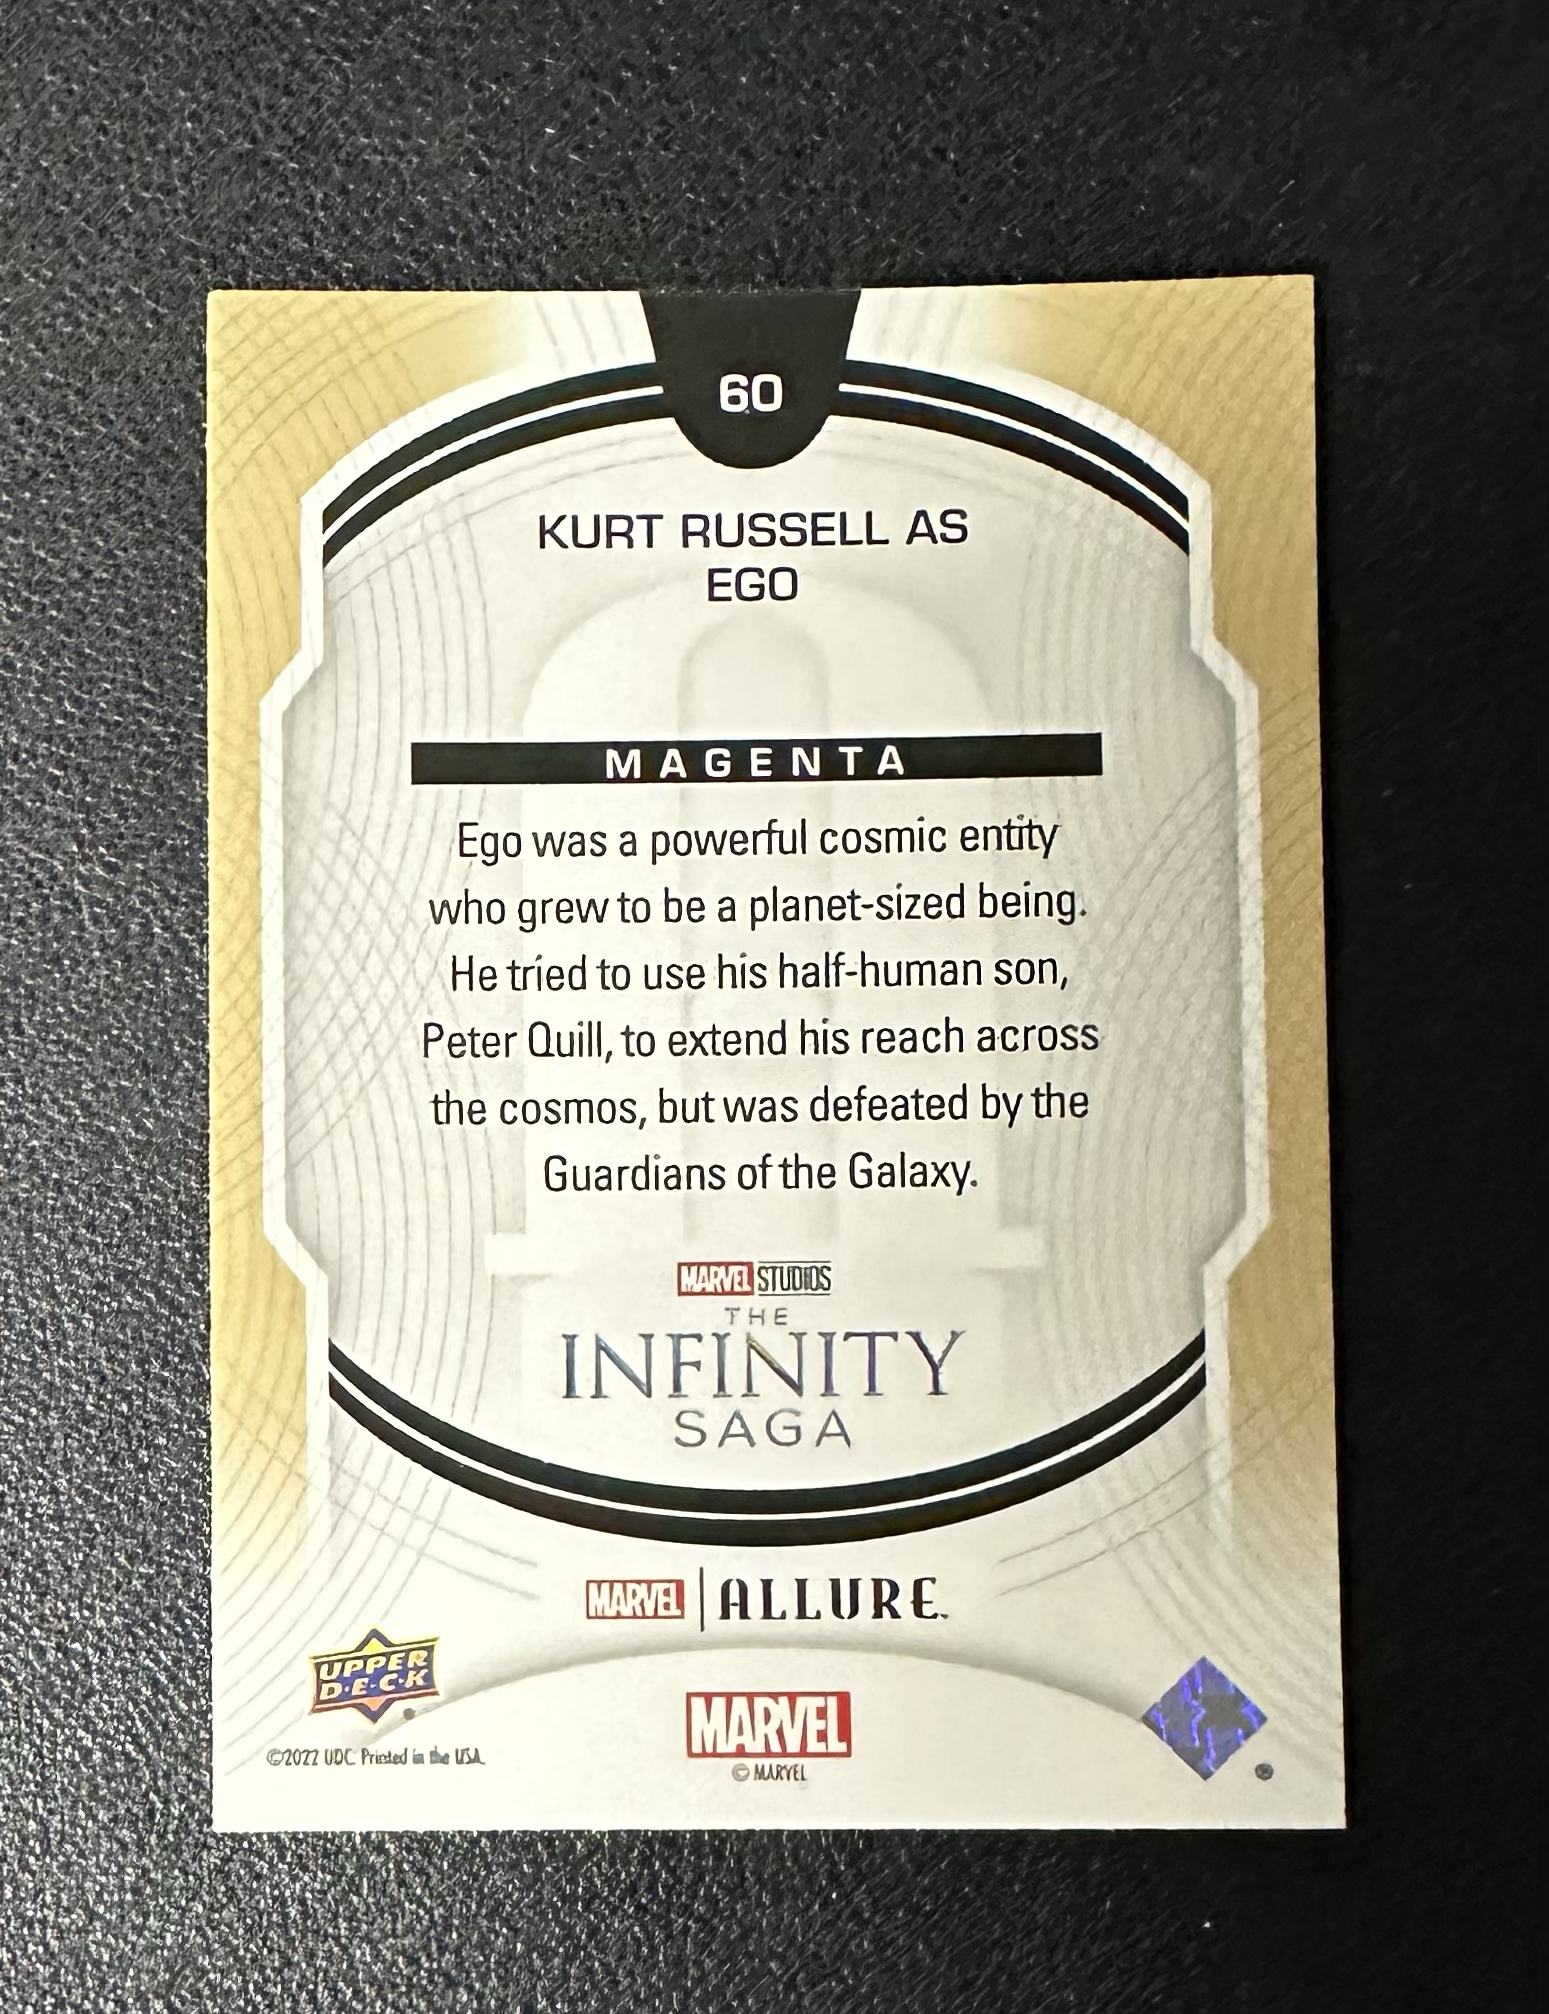 60
KURT RUSSELL AS
EGO
MAGENTA
Ego was a powerful cosmic entity
who grew to be a planet-sized being.
He tried to use his half-human son,
Peter Quill, to extend his reach across
the cosmos, but was defeated by the
Guardians of the Galaxy.
MARVEL STUDIOS
THE
INFINITY
SAGA
MARVEL | ALLURE
UPPER
D·E·C·K
©2022 UDC. Printed in the USA.
MARVEL
© MARVEL